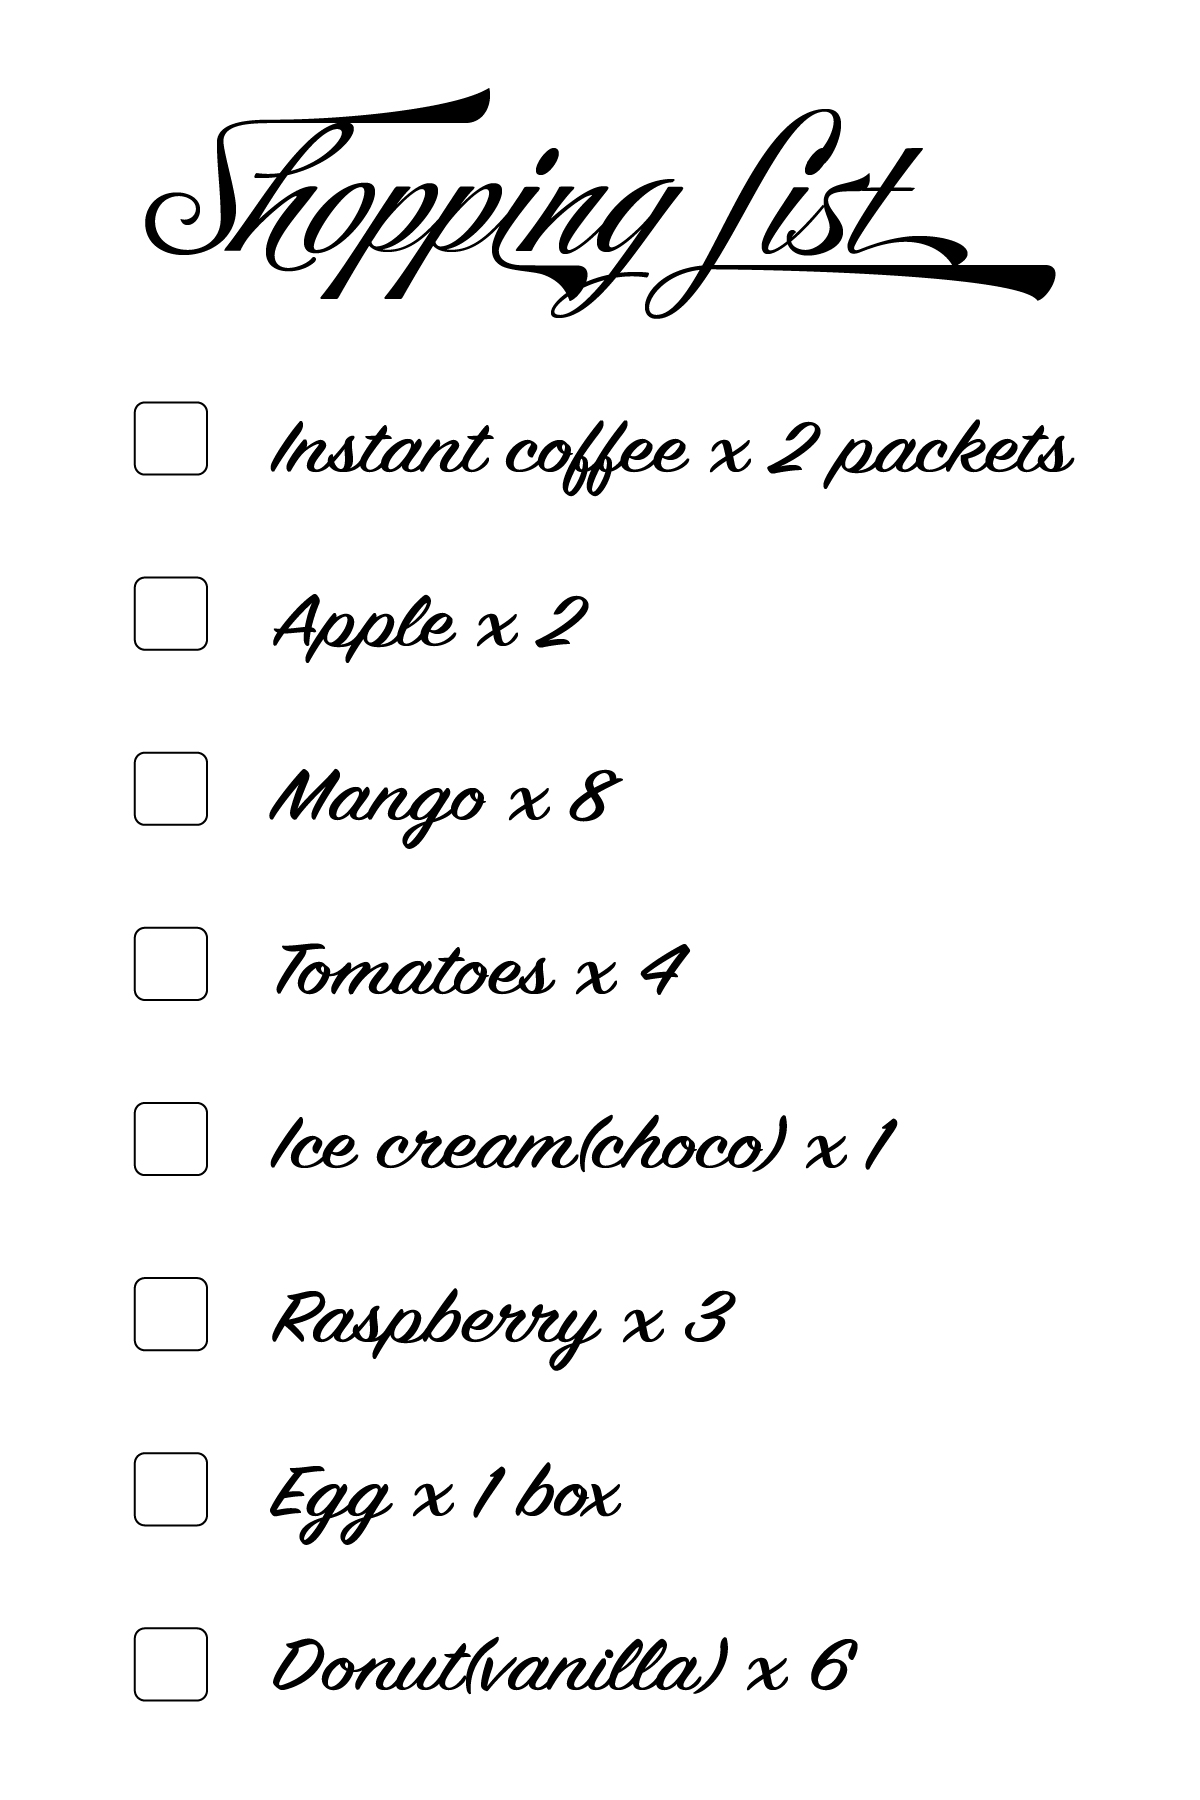 Shopping List
Instant coffee x 2 packets
Apple x 2
Mango x 8
Tomatoes x 4
Ice cream(choco) x 1
Raspberry x 3
Egg x 1 box
Donut(vanilla) x 6